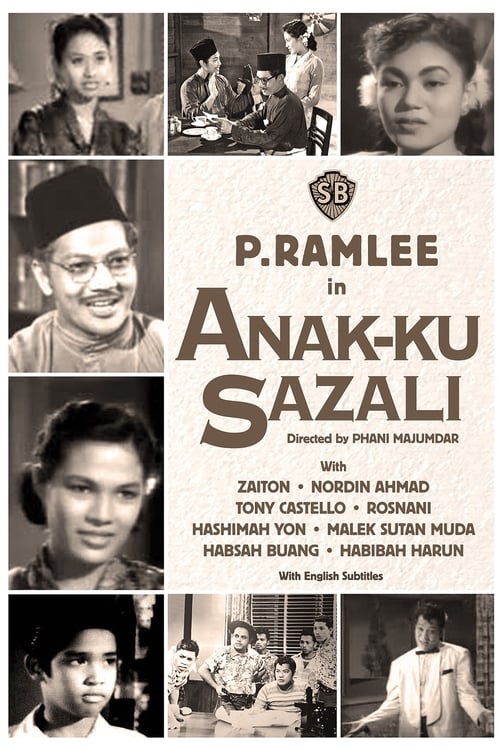 SB
P.RAMLEE
in
ANAK-KU
SAZALI
Directed by PHANI MAJUMDAR
With
ZAITON • NORDIN AHMAD
TONY CASTELLO • ROSNANI
HASHIMAH YON • MALEK SUTAN MUDA
HABSAH BUANG • HABIBAH HARUN
With English Subtitles